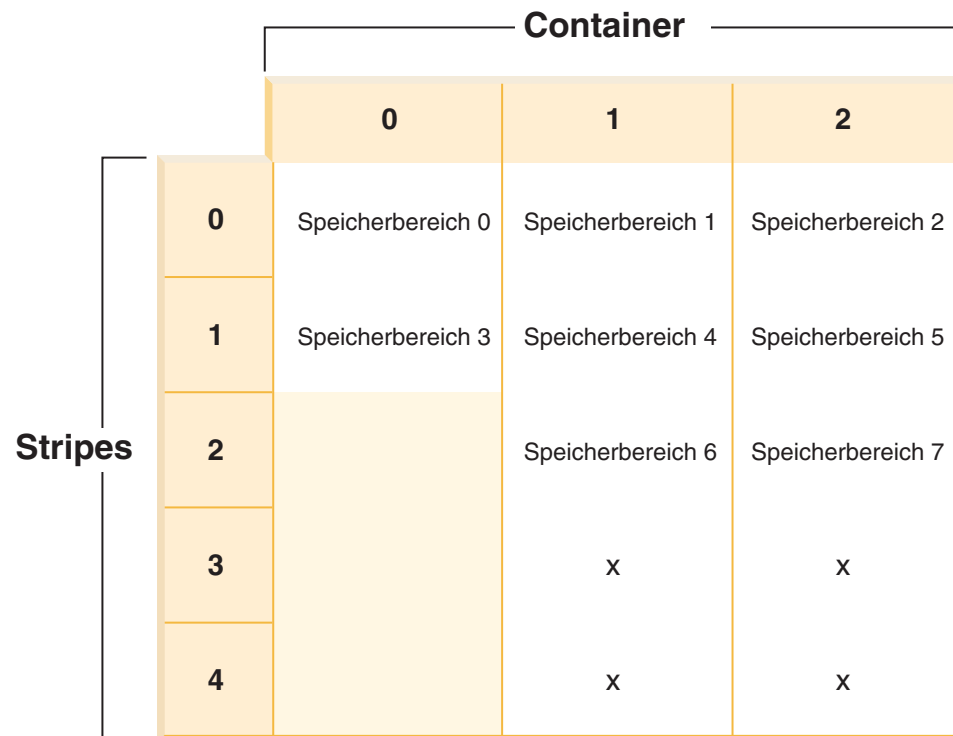 Container
0 1 2
0 Speicherbereich 0 Speicherbereich 1 Speicherbereich 2
1 Speicherbereich 3 Speicherbereich 4 Speicherbereich 5
Stripes 2 Speicherbereich 6 Speicherbereich 7
3 x x
4 x x